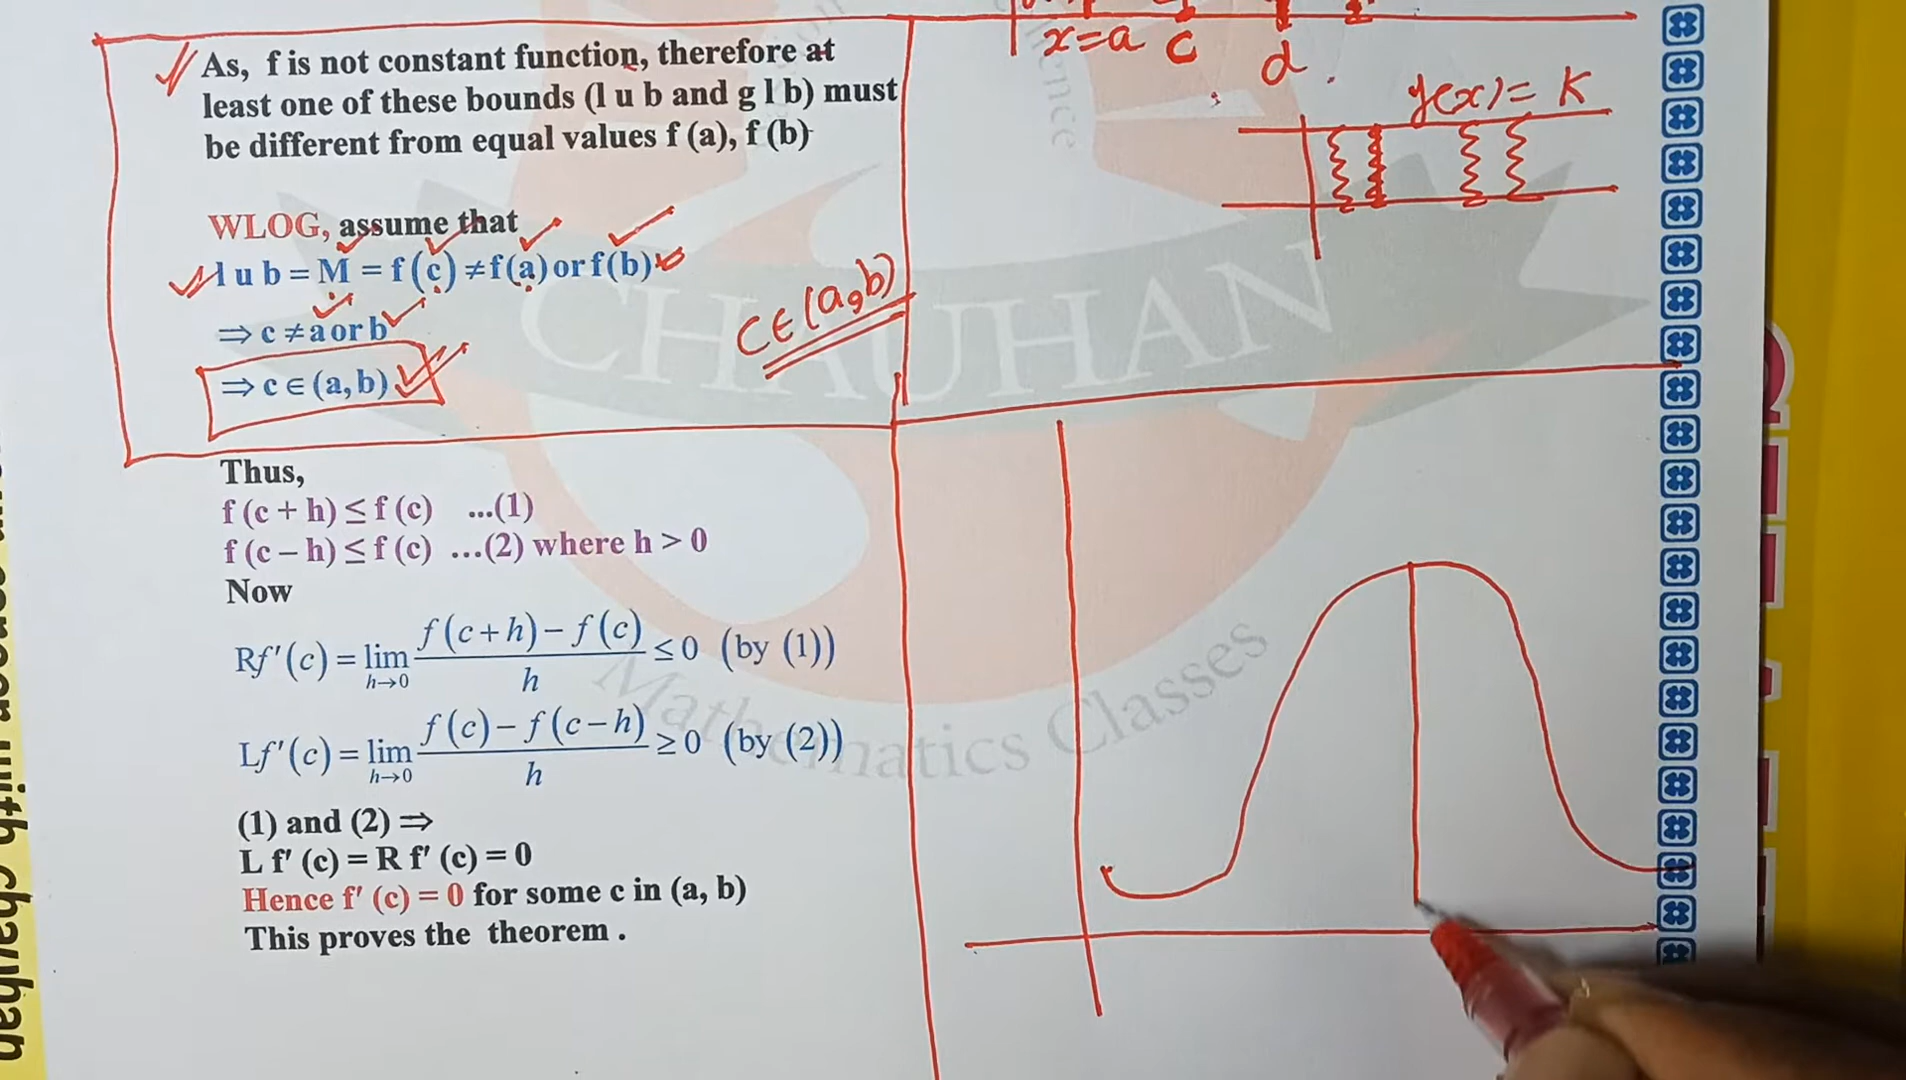 As, f is not constant function, therefore at
least one of these bounds (l u b and g l b) must
be different from equal values f (a), f (b)
WLOG, assume that
l u b = M = f (c) ≠ f(a) or f(b)
⇒ c ≠ a or b
⇒ c ∈ (a, b)
c ∈ (a, b)
x = a c d
f(x) = K
Thus,
f (c + h) ≤ f (c) ...(1)
f (c – h) ≤ f (c) ...(2) where h > 0
Now
Rf′(c) = lim h→0 f(c+h) – f(c) / h ≤ 0 (by (1))
Lf′(c) = lim h→0 f(c) – f(c–h) / h ≥ 0 (by (2))
(1) and (2) ⇒
L f′ (c) = R f′ (c) = 0
Hence f′ (c) = 0 for some c in (a, b)
This proves the theorem .
CHAUHAN
Mathematics Classes
with chauhan